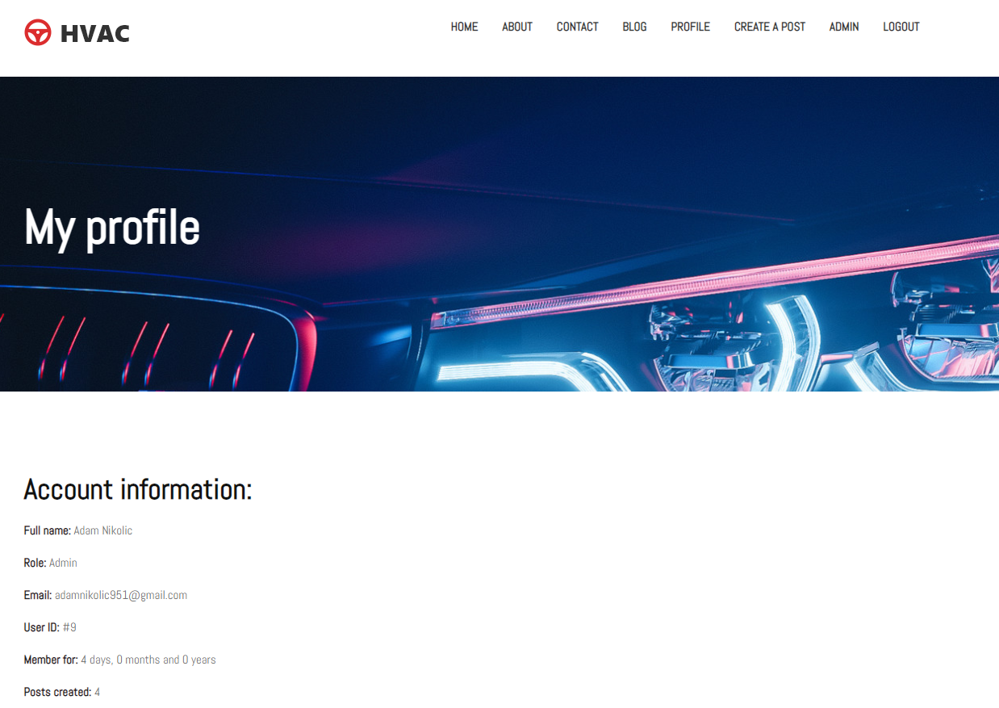 HVAC
HOME ABOUT CONTACT BLOG PROFILE CREATE A POST ADMIN LOGOUT
My profile
Account information:
Full name: Adam Nikolic
Role: Admin
Email: adamnikolic951@gmail.com
User ID: #9
Member for: 4 days, 0 months and 0 years
Posts created: 4